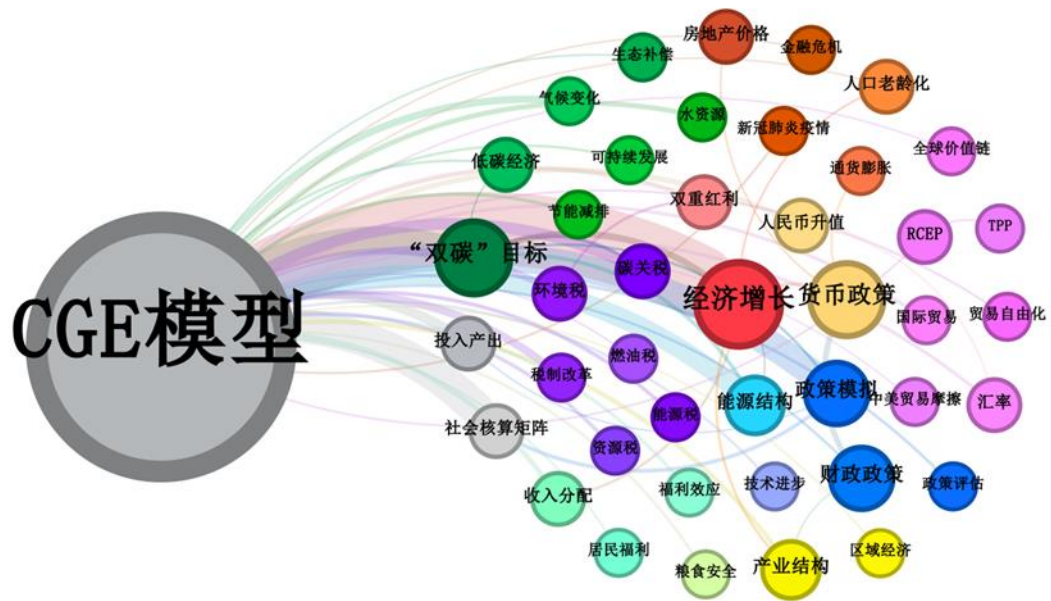 CGE模型
房地产价格
金融危机
生态补偿
人口老龄化
气候变化
水资源
新冠肺炎疫情
全球价值链
低碳经济
可持续发展
通货膨胀
双重红利
节能减排
人民币升值
RCEP
TPP
“双碳”目标
碳关税
环境税
经济增长
货币政策
国际贸易
贸易自由化
投入产出
燃油税
税制改革
能源结构
政策模拟
中美贸易摩擦
汇率
能源税
社会核算矩阵
资源税
收入分配
福利效应
技术进步
财政政策
政策评估
居民福利
粮食安全
产业结构
区域经济